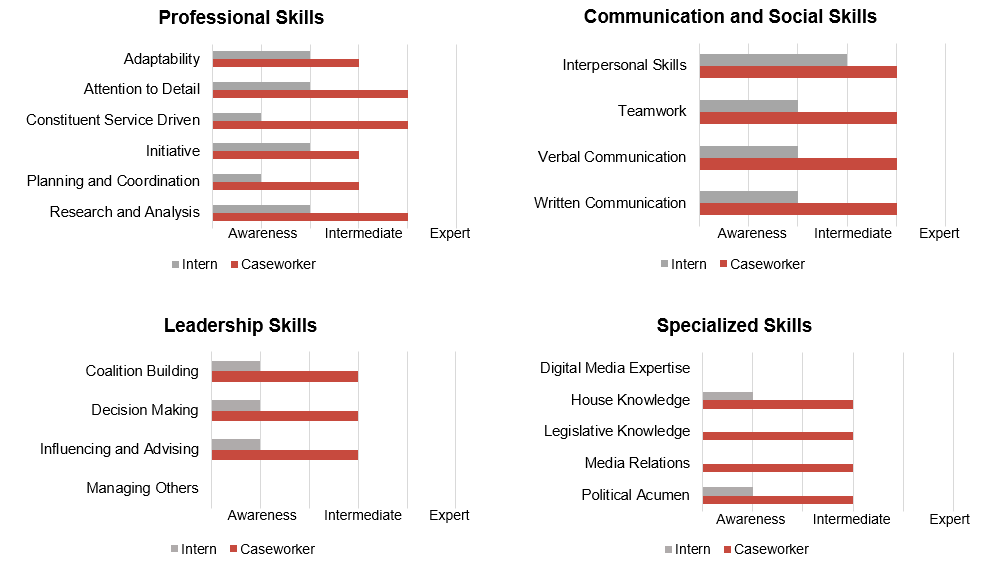 Professional Skills
Adaptability
Attention to Detail
Constituent Service Driven
Initiative
Planning and Coordination
Research and Analysis
Awareness Intermediate Expert
Intern Caseworker
Communication and Social Skills
Interpersonal Skills
Teamwork
Verbal Communication
Written Communication
Awareness Intermediate Expert
Intern Caseworker
Leadership Skills
Coalition Building
Decision Making
Influencing and Advising
Managing Others
Awareness Intermediate Expert
Intern Caseworker
Specialized Skills
Digital Media Expertise
House Knowledge
Legislative Knowledge
Media Relations
Political Acumen
Awareness Intermediate Expert
Intern Caseworker